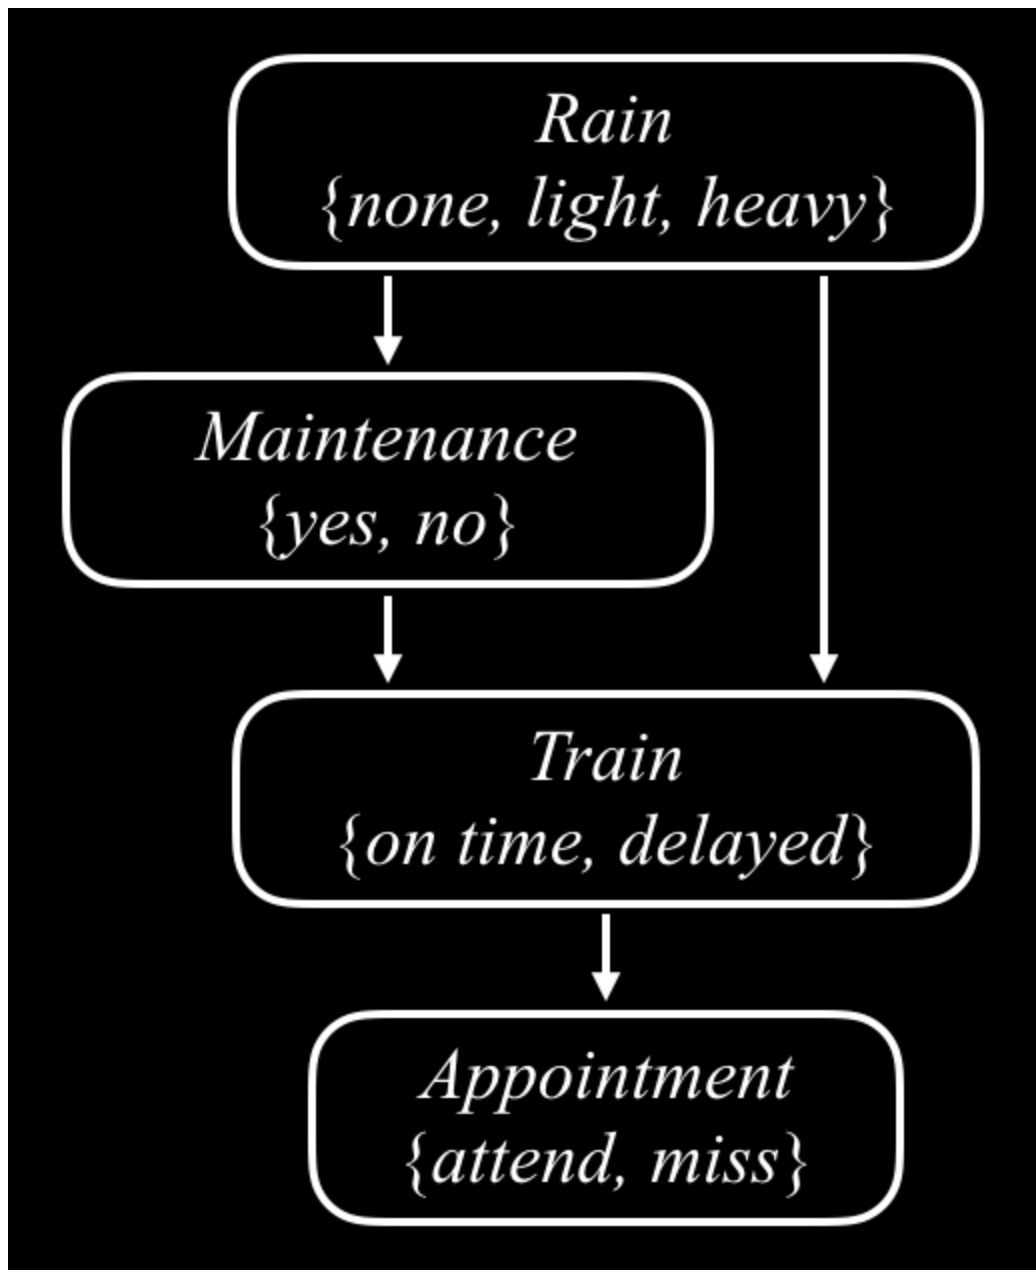 Rain
{none, light, heavy}
Maintenance
{yes, no}
Train
{on time, delayed}
Appointment
{attend, miss}